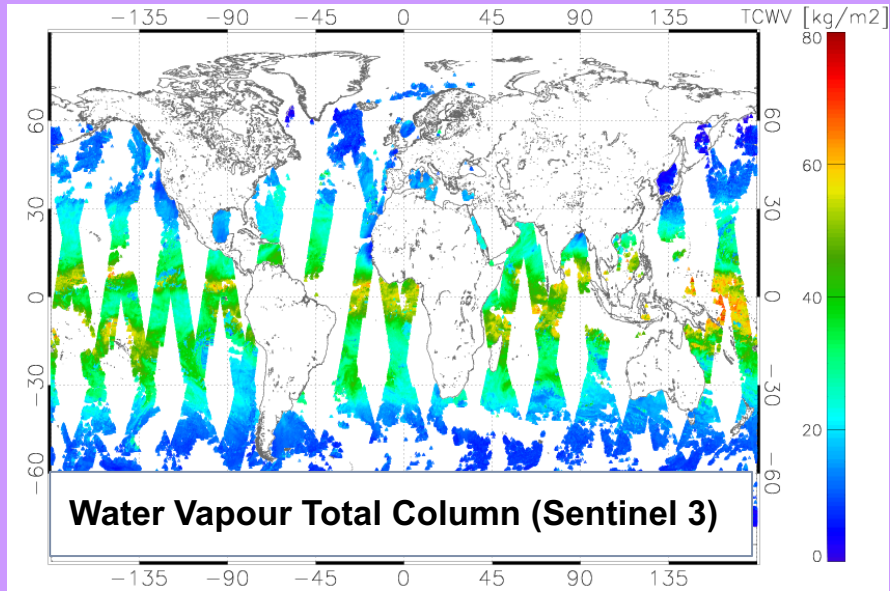 −135 −90 −45 0 45 90 135 TCWV [kg/m2]
80
60 60
60
30 30
0 0 40
−30 −30
20
−60 −60
Water Vapour Total Column (Sentinel 3)
0
−135 −90 −45 0 45 90 135